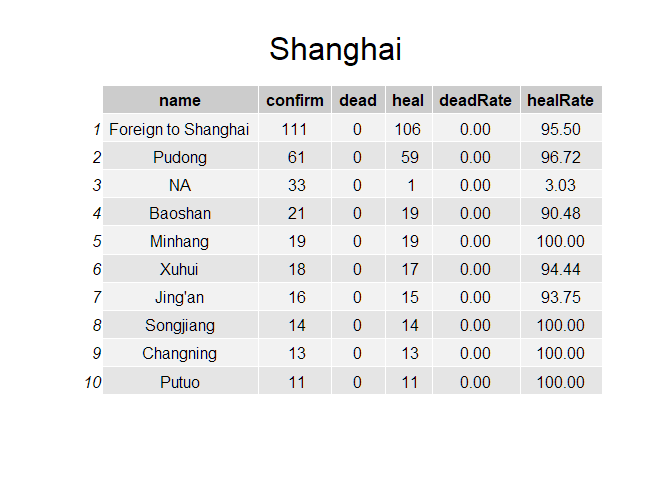 Shanghai
name confirm dead heal deadRate healRate
1 Foreign to Shanghai 111 0 106 0.00 95.50
2 Pudong 61 0 59 0.00 96.72
3 NA 33 0 1 0.00 3.03
4 Baoshan 21 0 19 0.00 90.48
5 Minhang 19 0 19 0.00 100.00
6 Xuhui 18 0 17 0.00 94.44
7 Jing'an 16 0 15 0.00 93.75
8 Songjiang 14 0 14 0.00 100.00
9 Changning 13 0 13 0.00 100.00
10 Putuo 11 0 11 0.00 100.00